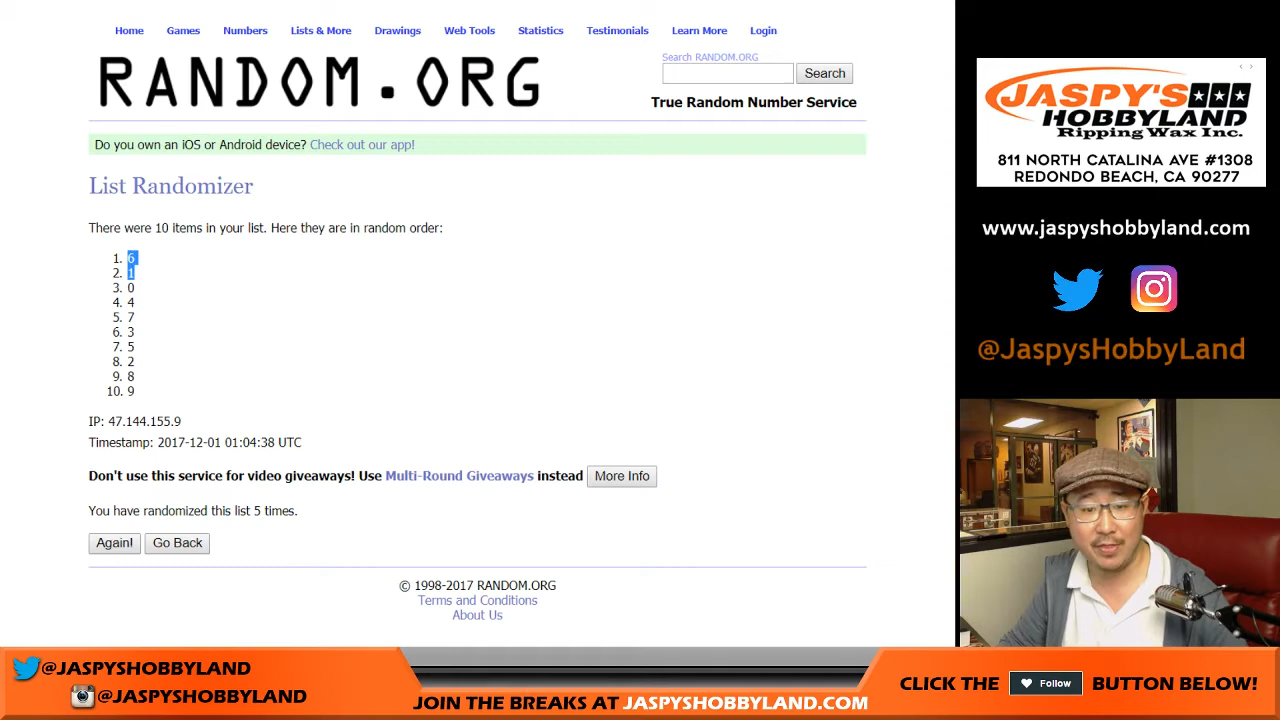 Home Games Numbers Lists & More Drawings Web Tools Statistics Testimonials Learn More Login
RANDOM.ORG
Search RANDOM.ORG
Search
True Random Number Service
Do you own an iOS or Android device? Check out our app!
List Randomizer
There were 10 items in your list. Here they are in random order:
1. 6
2. 1
3. 0
4. 4
5. 7
6. 3
7. 5
8. 2
9. 8
10. 9
IP: 47.144.155.9
Timestamp: 2017-12-01 01:04:38 UTC
Don't use this service for video giveaways! Use Multi-Round Giveaways instead More Info
You have randomized this list 5 times.
Again! Go Back
© 1998-2017 RANDOM.ORG
Terms and Conditions
About Us
JASPY'S
HOBBYLAND
Ripping Wax Inc.
811 NORTH CATALINA AVE #1308
REDONDO BEACH, CA 90277
www.jaspyshobbyland.com
@JaspysHobbyLand
@JASPYSHOBBYLAND
@JASPYSHOBBYLAND
JOIN THE BREAKS AT JASPYSHOBBYLAND.COM
CLICK THE Follow BUTTON BELOW!